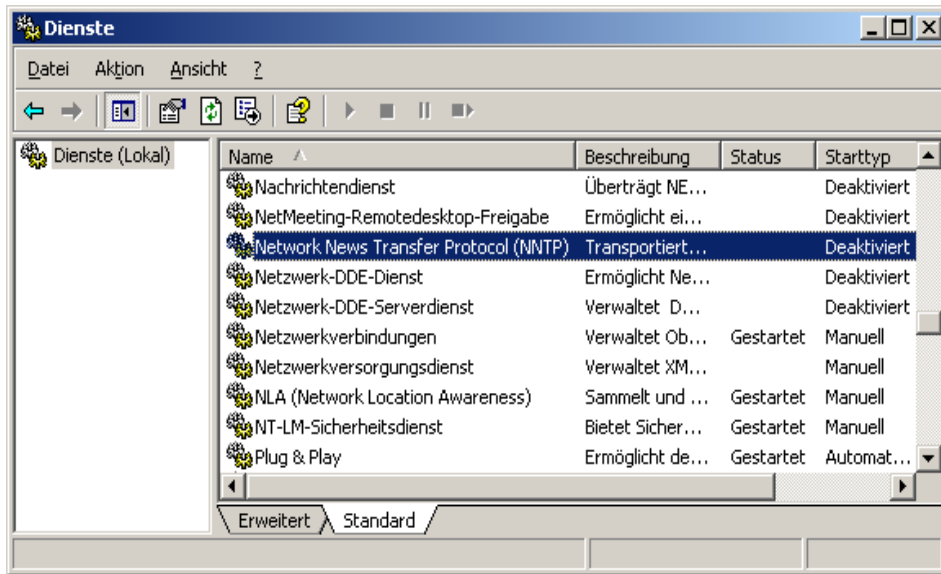 Dienste
Datei Aktion Ansicht ?
Dienste (Lokal)
Name Beschreibung Status Starttyp
Nachrichtendienst Überträgt NE... Deaktiviert
NetMeeting-Remotedesktop-Freigabe Ermöglicht ei... Deaktiviert
Network News Transfer Protocol (NNTP) Transportiert... Deaktiviert
Netzwerk-DDE-Dienst Ermöglicht Ne... Deaktiviert
Netzwerk-DDE-Serverdienst Verwaltet D... Deaktiviert
Netzwerkverbindungen Verwaltet Ob... Gestartet Manuell
Netzwerkversorgungsdienst Verwaltet XM... Manuell
NLA (Network Location Awareness) Sammelt und ... Gestartet Manuell
NT-LM-Sicherheitsdienst Bietet Sicher... Gestartet Manuell
Plug & Play Ermöglicht de... Gestartet Automat...
Erweitert Standard